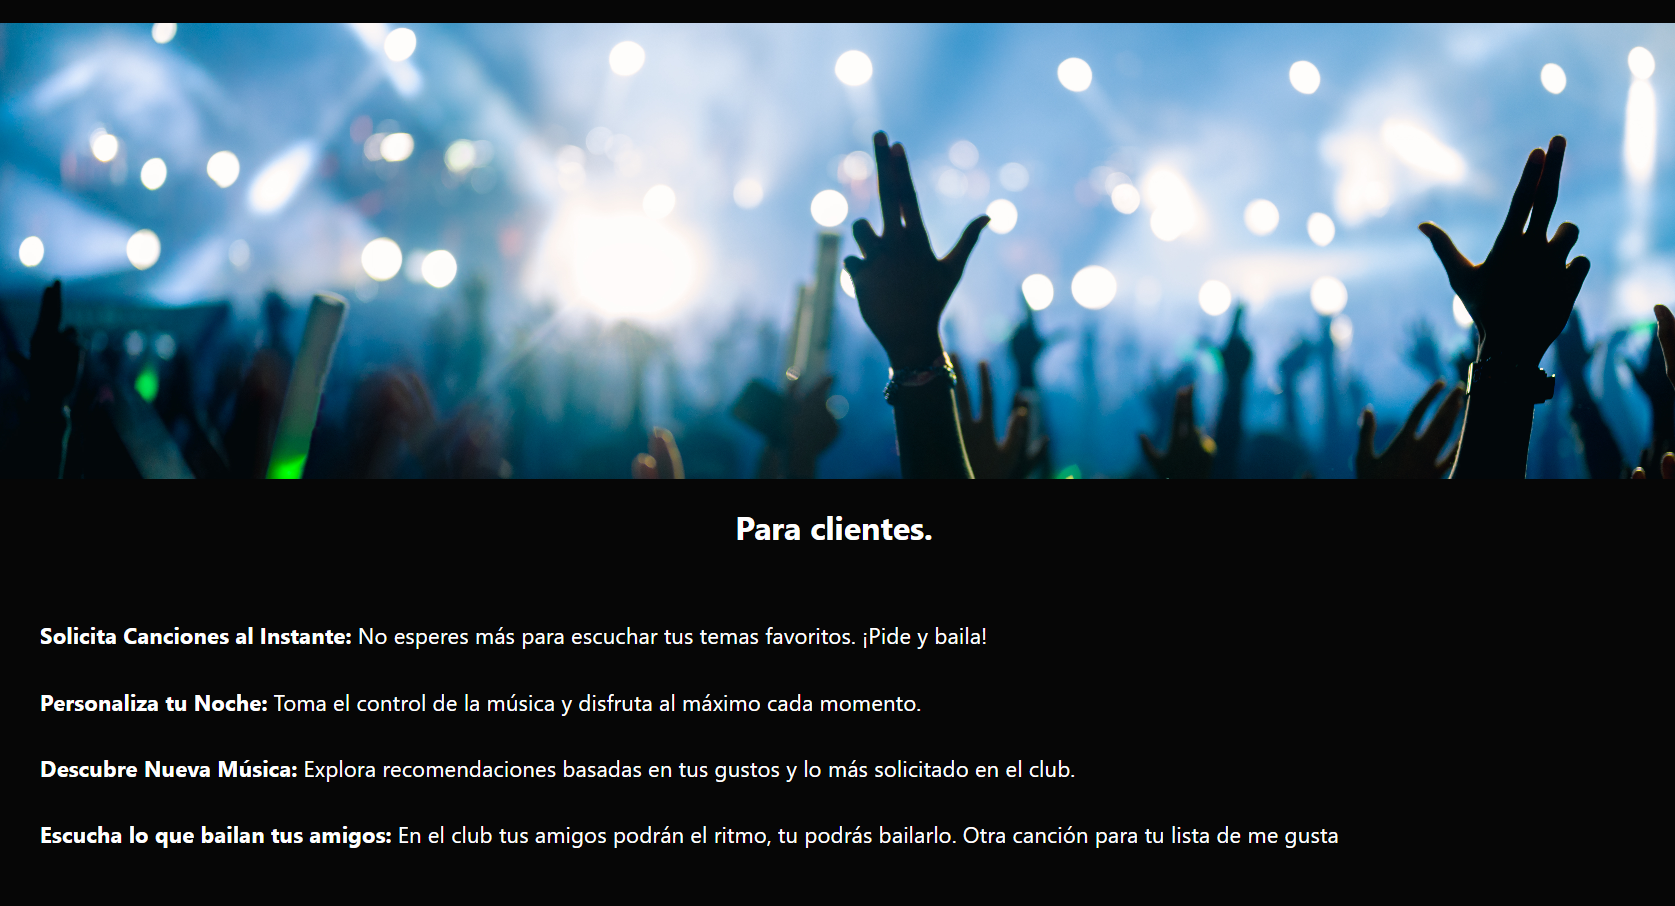 Para clientes.
Solicita Canciones al Instante: No esperes más para escuchar tus temas favoritos. ¡Pide y baila!
Personaliza tu Noche: Toma el control de la música y disfruta al máximo cada momento.
Descubre Nueva Música: Explora recomendaciones basadas en tus gustos y lo más solicitado en el club.
Escucha lo que bailan tus amigos: En el club tus amigos podrán el ritmo, tu podrás bailarlo. Otra canción para tu lista de me gusta